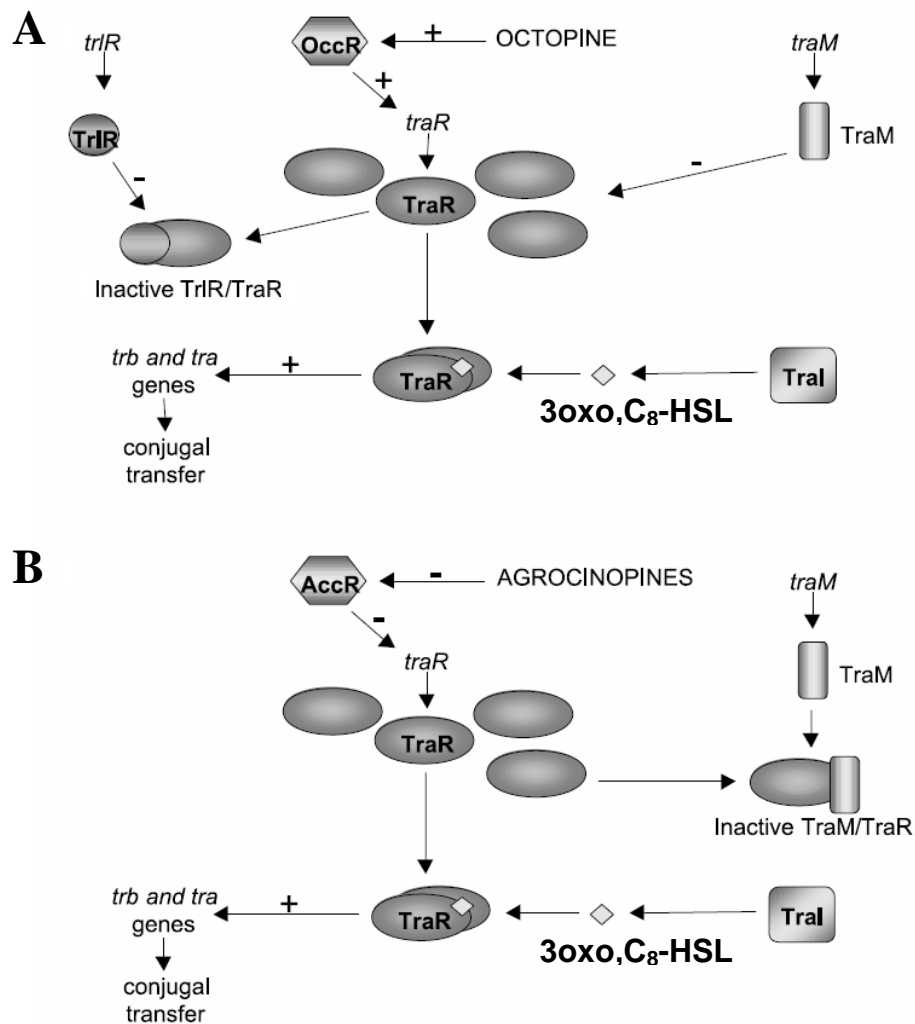 A
trlR
OccR
+
OCTOPINE
traM
+
TrlR
traR
TraM
-
-
TraR
Inactive TrlR/TraR
trb and tra
genes
+
TraR
TraI
3oxo,C8-HSL
conjugal
transfer
B
AccR
-
AGROCINOPINES
traM
-
traR
TraM
TraR
Inactive TraM/TraR
trb and tra
genes
+
TraR
TraI
3oxo,C8-HSL
conjugal
transfer